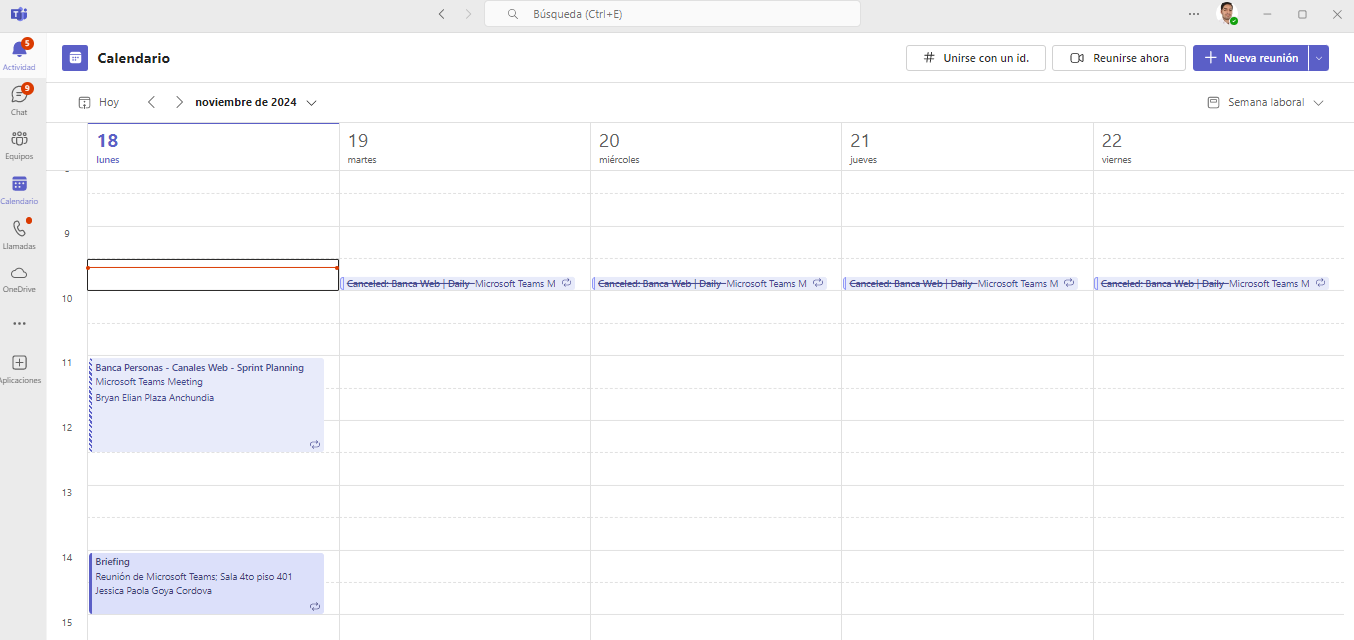 Búsqueda (Ctrl+E)
5
Actividad
9
Chat
Equipos
Calendario
Llamadas
OneDrive
Aplicaciones
Calendario
Unirse con un id.
Reunirse ahora
Nueva reunión
Hoy
noviembre de 2024
Semana laboral
18
lunes
19
martes
20
miércoles
21
jueves
22
viernes
9
Canceled: Banca Web | Daily Microsoft Teams M
Canceled: Banca Web | Daily Microsoft Teams M
Canceled: Banca Web | Daily Microsoft Teams M
Canceled: Banca Web | Daily Microsoft Teams M
10
11
Banca Personas - Canales Web - Sprint Planning
Microsoft Teams Meeting
Bryan Elian Plaza Anchundia
12
13
14
Briefing
Reunión de Microsoft Teams; Sala 4to piso 401
Jessica Paola Goya Cordova
15